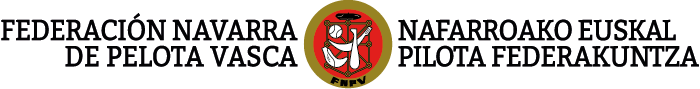 FEDERACIÓN NAVARRA
DE PELOTA VASCA
FNPV
NAFARROAKO EUSKAL
PILOTA FEDERAKUNTZA